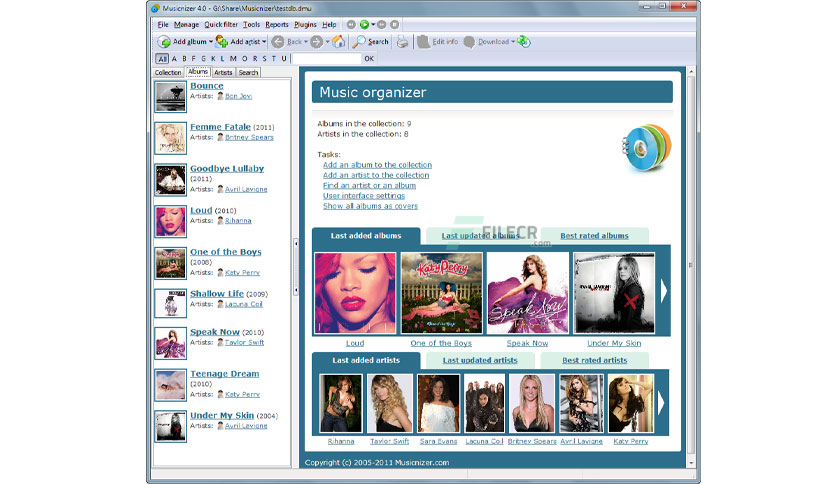 Musicnizer 4.0 - G:\Share\Musicnizer\testdb.dmu
File Manage Quick filter Tools Reports Plugins Help
Add album Add artist Back Home Search Edit info Download
All A B F G K L M O R S T U OK
Collection Albums Artists Search
Bounce
Artists: Bon Jovi
Femme Fatale (2011)
Artists: Britney Spears
Goodbye Lullaby
(2011)
Artists: Avril Lavigne
Loud (2010)
Artists: Rihanna
One of the Boys
(2008)
Artists: Katy Perry
Shallow Life (2009)
Artists: Lacuna Coil
Speak Now (2010)
Artists: Taylor Swift
Teenage Dream
(2010)
Artists: Katy Perry
Under My Skin (2004)
Artists: Avril Lavigne
Music organizer
Albums in the collection: 9
Artists in the collection: 8
Tasks:
Add an album to the collection
Add an artist to the collection
Find an artist or an album
User interface settings
Show all albums as covers
FILECR
.com
Last added albums Last updated albums Best rated albums
Katy Perry
Speak Now
Loud One of the Boys Speak Now Under My Skin
Last added artists Last updated artists Best rated artists
Rihanna Taylor Swift Sara Evans Lacuna Coil Britney Spears Avril Lavigne Katy Perry
Copyright (c) 2005-2011 Musicnizer.com